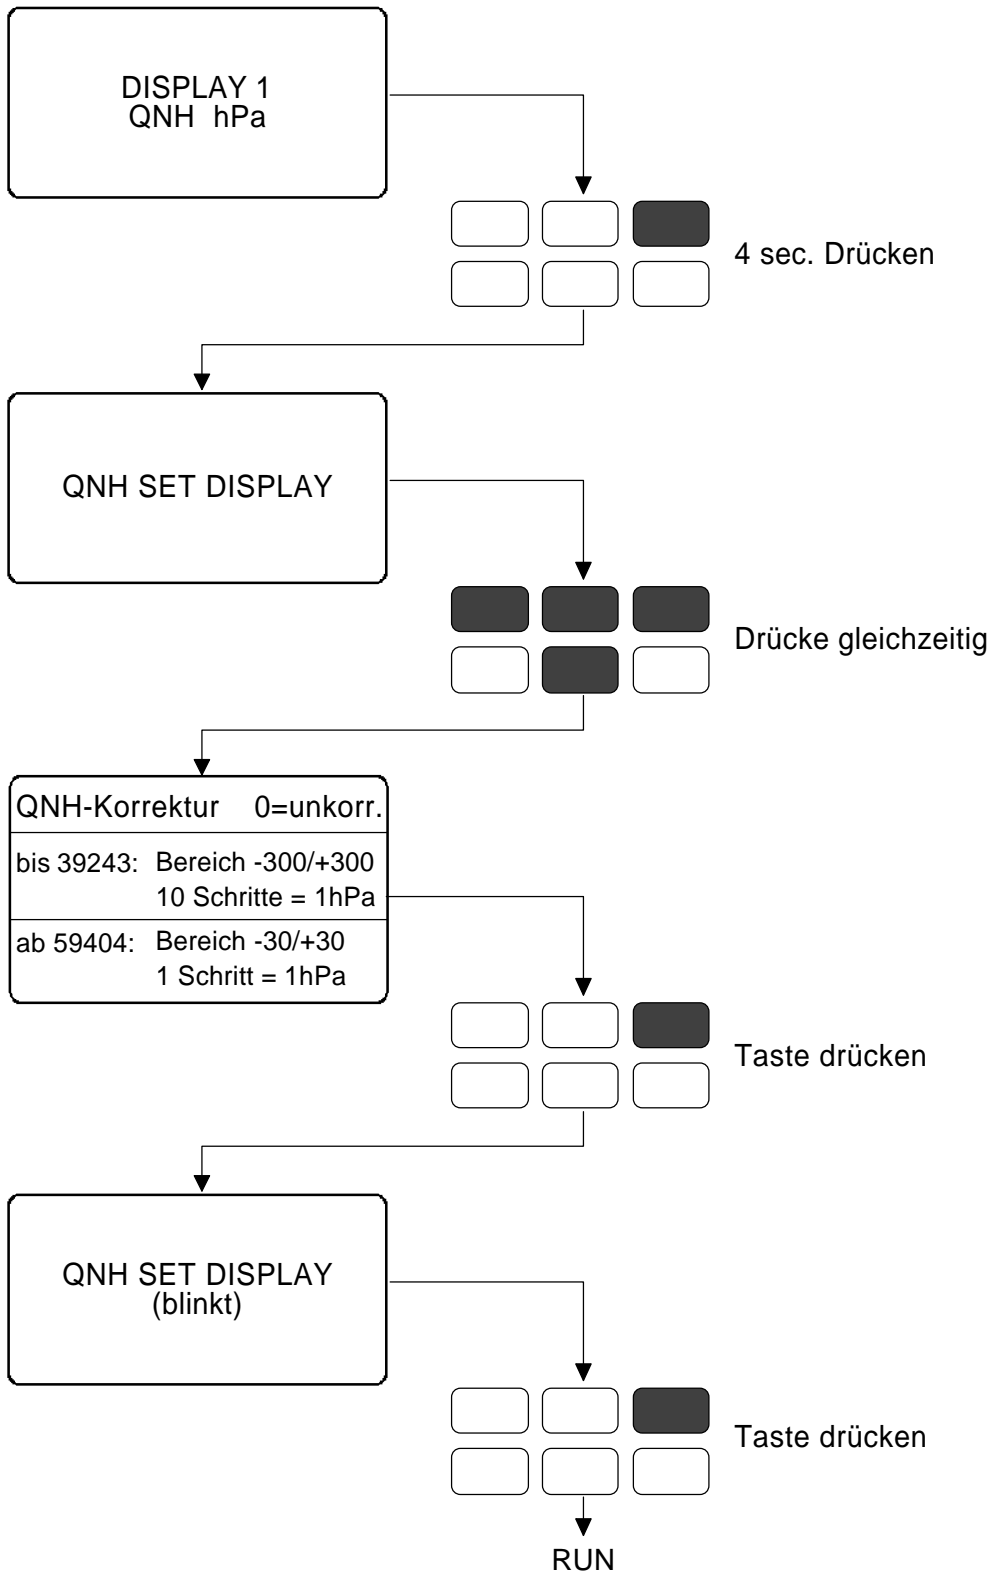 DISPLAY 1
QNH hPa
4 sec. Drücken
QNH SET DISPLAY
Drücke gleichzeitig
QNH-Korrektur 0=unkorr.
bis 39243: Bereich -300/+300
10 Schritte = 1hPa
ab 59404: Bereich -30/+30
1 Schritt = 1hPa
Taste drücken
QNH SET DISPLAY
(blinkt)
Taste drücken
RUN